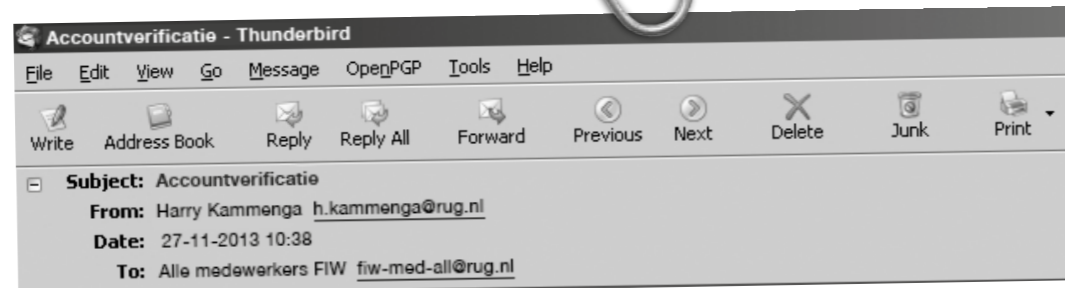 Accountverificatie - Thunderbird
File Edit View Go Message OpenPGP Tools Help
Write Address Book Reply Reply All Forward Previous Next Delete Junk Print
Subject: Accountverificatie
From: Harry Kammenga h.kammenga@rug.nl
Date: 27-11-2013 10:38
To: Alle medewerkers FIW fiw-med-all@rug.nl